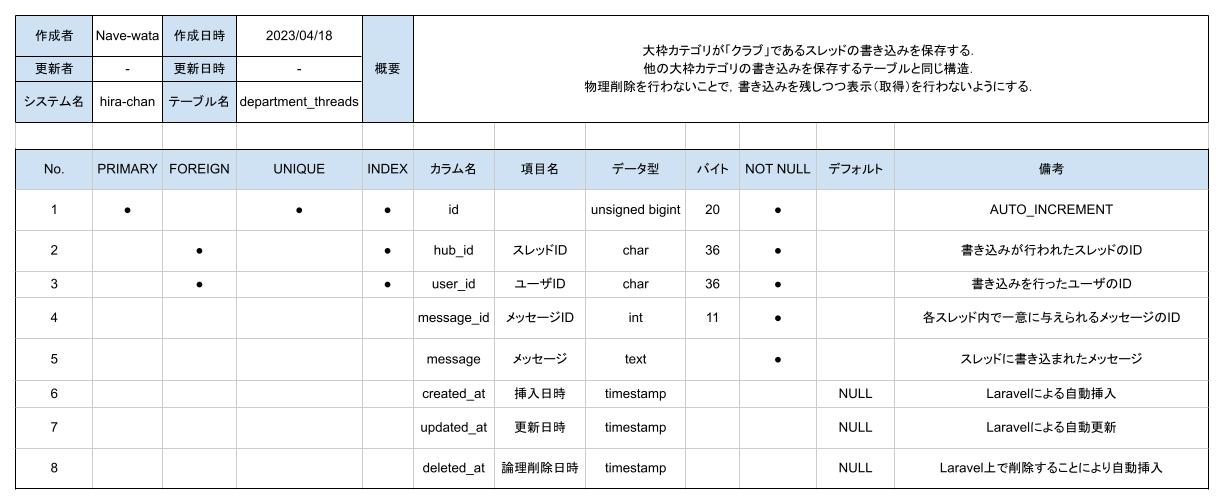 作成者 Nave-wata 作成日時 2023/04/18 概要
大枠カテゴリが「クラブ」であるスレッドの書き込みを保存する.
他の大枠カテゴリの書き込みを保存するテーブルと同じ構造.
物理削除を行わないことで, 書き込みを残しつつ表示（取得）を行わないようにする.
更新者 - 更新日時 -
システム名 hira-chan テーブル名 department_threads
No. PRIMARY FOREIGN UNIQUE INDEX カラム名 項目名 データ型 バイト NOT NULL デフォルト 備考
1 ● ● ● id unsigned bigint 20 ● AUTO_INCREMENT
2 ● ● hub_id スレッドID char 36 ● 書き込みが行われたスレッドのID
3 ● ● user_id ユーザID char 36 ● 書き込みを行ったユーザのID
4 message_id メッセージID int 11 ● 各スレッド内で一意に与えられるメッセージのID
5 message メッセージ text ● スレッドに書き込まれたメッセージ
6 created_at 挿入日時 timestamp NULL Laravelによる自動挿入
7 updated_at 更新日時 timestamp NULL Laravelによる自動更新
8 deleted_at 論理削除日時 timestamp NULL Laravel上で削除することにより自動挿入